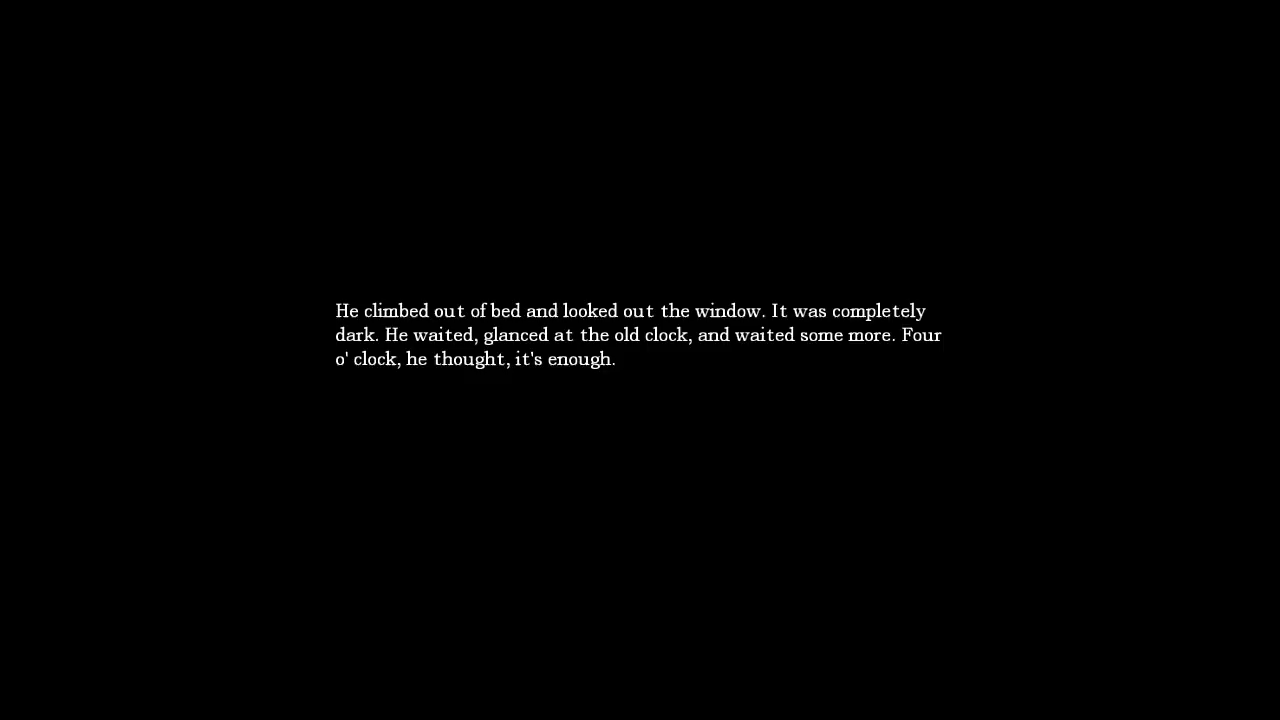 He climbed out of bed and looked out the window. It was completely
dark. He waited, glanced at the old clock, and waited some more. Four
o' clock, he thought, it's enough.